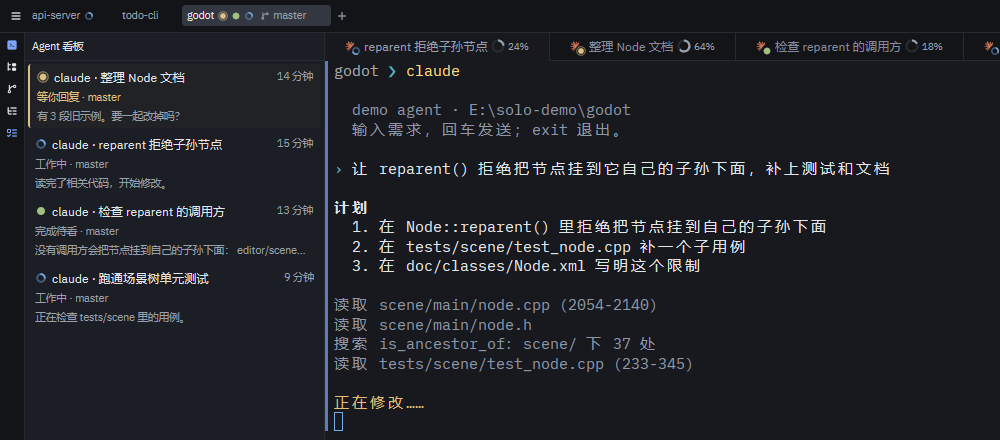 api-server todo-cli godot master
Agent 看板
claude · 整理 Node 文档 14 分钟
等你回复 · master
有 3 段旧示例。要一起改掉吗?
claude · reparent 拒绝子孙节点 15 分钟
工作中 · master
读完了相关代码，开始修改。
claude · 检查 reparent 的调用方 13 分钟
完成待看 · master
没有调用方会把节点挂到自己的子孙下面： editor/scene...
claude · 跑通场景树单元测试 9 分钟
工作中 · master
正在检查 tests/scene 里的用例。
reparent 拒绝子孙节点 24% 整理 Node 文档 64% 检查 reparent 的调用方 18%
godot ❯ claude
demo agent · E:\solo-demo\godot
输入需求，回车发送；exit 退出。
› 让 reparent() 拒绝把节点挂到它自己的子孙下面，补上测试和文档
计划
1. 在 Node::reparent() 里拒绝把节点挂到自己的子孙下面
2. 在 tests/scene/test_node.cpp 补一个子用例
3. 在 doc/classes/Node.xml 写明这个限制
读取 scene/main/node.cpp (2054-2140)
读取 scene/main/node.h
搜索 is_ancestor_of: scene/ 下 37 处
读取 tests/scene/test_node.cpp (233-345)
正在修改……